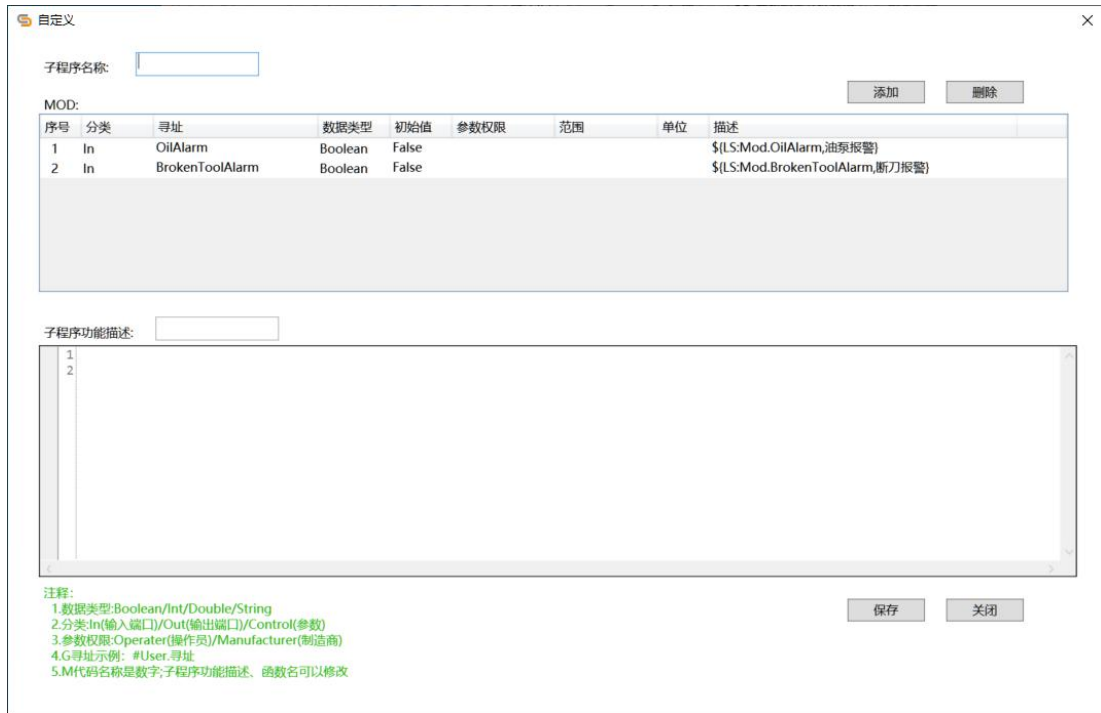 自定义
子程序名称:
添加 删除
MOD:
序号 分类 寻址 数据类型 初始值 参数权限 范围 单位 描述
1 In OilAlarm Boolean False ${LS:Mod.OilAlarm,油泵报警}
2 In BrokenToolAlarm Boolean False ${LS:Mod.BrokenToolAlarm,断刀报警}
子程序功能描述:
1
2
注释:
1.数据类型:Boolean/Int/Double/String
2.分类:In(输入端口)/Out(输出端口)/Control(参数)
3.参数权限:Operater(操作员)/Manufacturer(制造商)
4.G寻址示例: #User.寻址
5.M代码名称是数字;子程序功能描述、函数名可以修改
保存 关闭